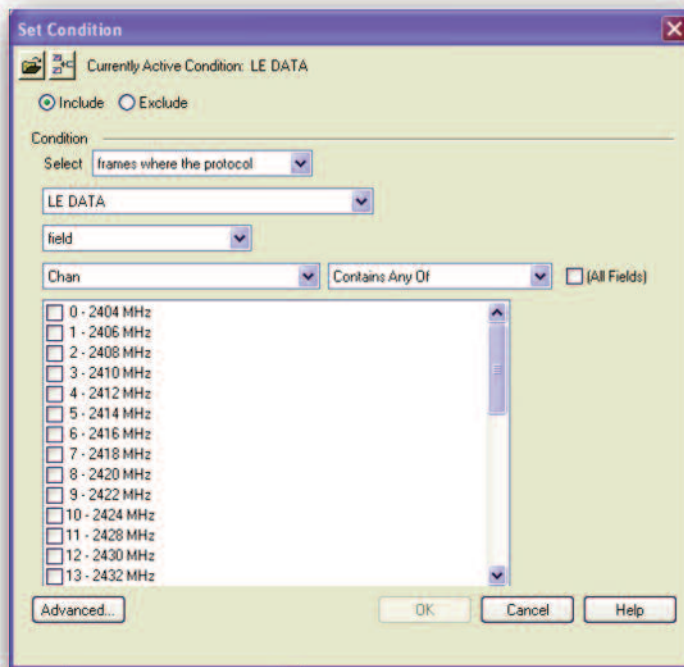 Set Condition
Currently Active Condition: LE DATA
Include Exclude
Condition
Select frames where the protocol
LE DATA
field
Chan Contains Any Of (All Fields)
0 - 2404 MHz
1 - 2406 MHz
2 - 2408 MHz
3 - 2410 MHz
4 - 2412 MHz
5 - 2414 MHz
6 - 2416 MHz
7 - 2418 MHz
8 - 2420 MHz
9 - 2422 MHz
10 - 2424 MHz
11 - 2428 MHz
12 - 2430 MHz
13 - 2432 MHz
Advanced... OK Cancel Help